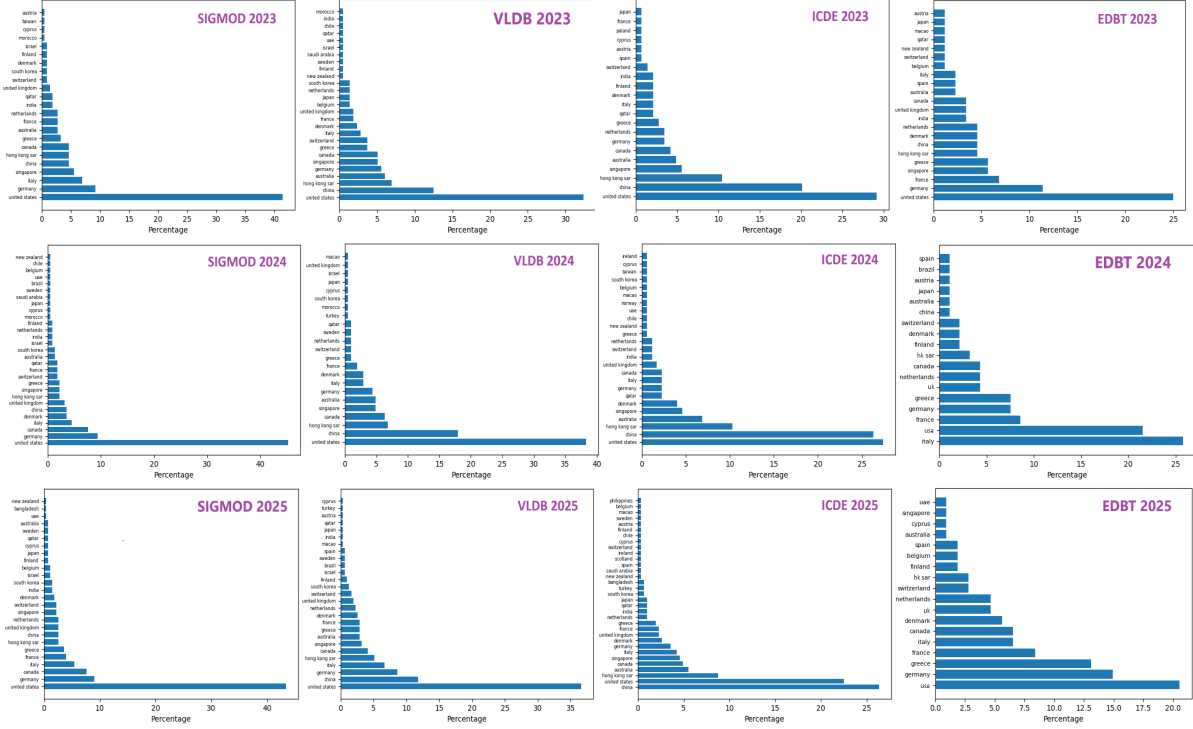 SIGMOD 2023
austria
taiwan
cyprus
morocco
israel
finland
denmark
south korea
switzerland
united kingdom
qatar
india
netherlands
france
australia
greece
canada
hong kong sar
china
singapore
italy
germany
united states
0 5 10 15 20 25 30 35 40
Percentage
VLDB 2023
morocco
india
chile
qatar
uae
israel
saudi arabia
sweden
finland
new zealand
south korea
netherlands
japan
belgium
united kingdom
france
denmark
italy
switzerland
greece
canada
singapore
germany
australia
hong kong sar
china
united states
0 5 10 15 20 25 30
Percentage
ICDE 2023
japan
france
poland
cyprus
austria
spain
switzerland
india
finland
denmark
italy
qatar
greece
netherlands
germany
canada
australia
singapore
hong kong sar
china
united states
0 5 10 15 20 25 30
Percentage
EDBT 2023
austria
japan
macao
qatar
new zealand
switzerland
belgium
italy
spain
australia
canada
united kingdom
india
netherlands
denmark
china
hong kong sar
greece
singapore
france
germany
united states
0 5 10 15 20 25
Percentage
SIGMOD 2024
new zealand
chile
belgium
uae
brazil
sweden
saudi arabia
japan
cyprus
morocco
finland
netherlands
india
israel
south korea
australia
qatar
france
switzerland
greece
singapore
hong kong sar
united kingdom
china
denmark
italy
canada
germany
united states
0 10 20 30 40
Percentage
VLDB 2024
macao
united kingdom
israel
japan
cyprus
south korea
morocco
turkey
qatar
sweden
netherlands
switzerland
greece
france
denmark
italy
germany
australia
singapore
canada
hong kong sar
china
united states
0 5 10 15 20 25 30 35 40
Percentage
ICDE 2024
ireland
cyprus
taiwan
south korea
belgium
macao
norway
uae
chile
new zealand
greece
netherlands
switzerland
india
united kingdom
canada
italy
germany
qatar
denmark
singapore
australia
hong kong sar
china
united states
0 5 10 15 20 25
Percentage
EDBT 2024
spain
brazil
austria
japan
australia
china
switzerland
denmark
finland
hk sar
canada
netherlands
uk
greece
germany
france
usa
italy
0 5 10 15 20 25
Percentage
SIGMOD 2025
new zealand
bangladesh
uae
australia
sweden
qatar
cyprus
japan
finland
belgium
israel
south korea
india
denmark
switzerland
singapore
netherlands
united kingdom
china
hong kong sar
greece
france
italy
canada
germany
united states
0 10 20 30 40
Percentage
VLDB 2025
cyprus
turkey
austria
qatar
japan
india
macao
spain
sweden
brazil
israel
finland
south korea
switzerland
united kingdom
netherlands
denmark
france
greece
australia
singapore
canada
hong kong sar
italy
germany
china
united states
0 5 10 15 20 25 30 35
Percentage
ICDE 2025
philippines
belgium
macao
sweden
austria
finland
chile
cyprus
switzerland
ireland
scotland
spain
saudi arabia
new zealand
bangladesh
turkey
south korea
japan
qatar
india
netherlands
greece
france
united kingdom
denmark
germany
italy
singapore
canada
australia
hong kong sar
united states
china
0 5 10 15 20 25
Percentage
EDBT 2025
uae
singapore
cyprus
australia
spain
belgium
finland
hk sar
switzerland
netherlands
uk
denmark
canada
italy
france
greece
germany
usa
0.0 2.5 5.0 7.5 10.0 12.5 15.0 17.5 20.0
Percentage